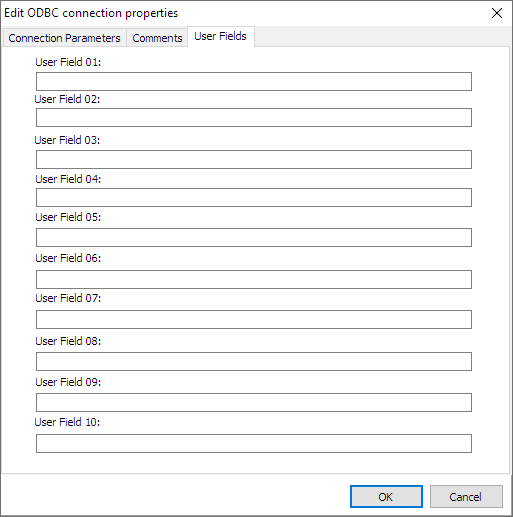 Edit ODBC connection properties
Connection Parameters Comments User Fields
User Field 01:
User Field 02:
User Field 03:
User Field 04:
User Field 05:
User Field 06:
User Field 07:
User Field 08:
User Field 09:
User Field 10:
OK Cancel